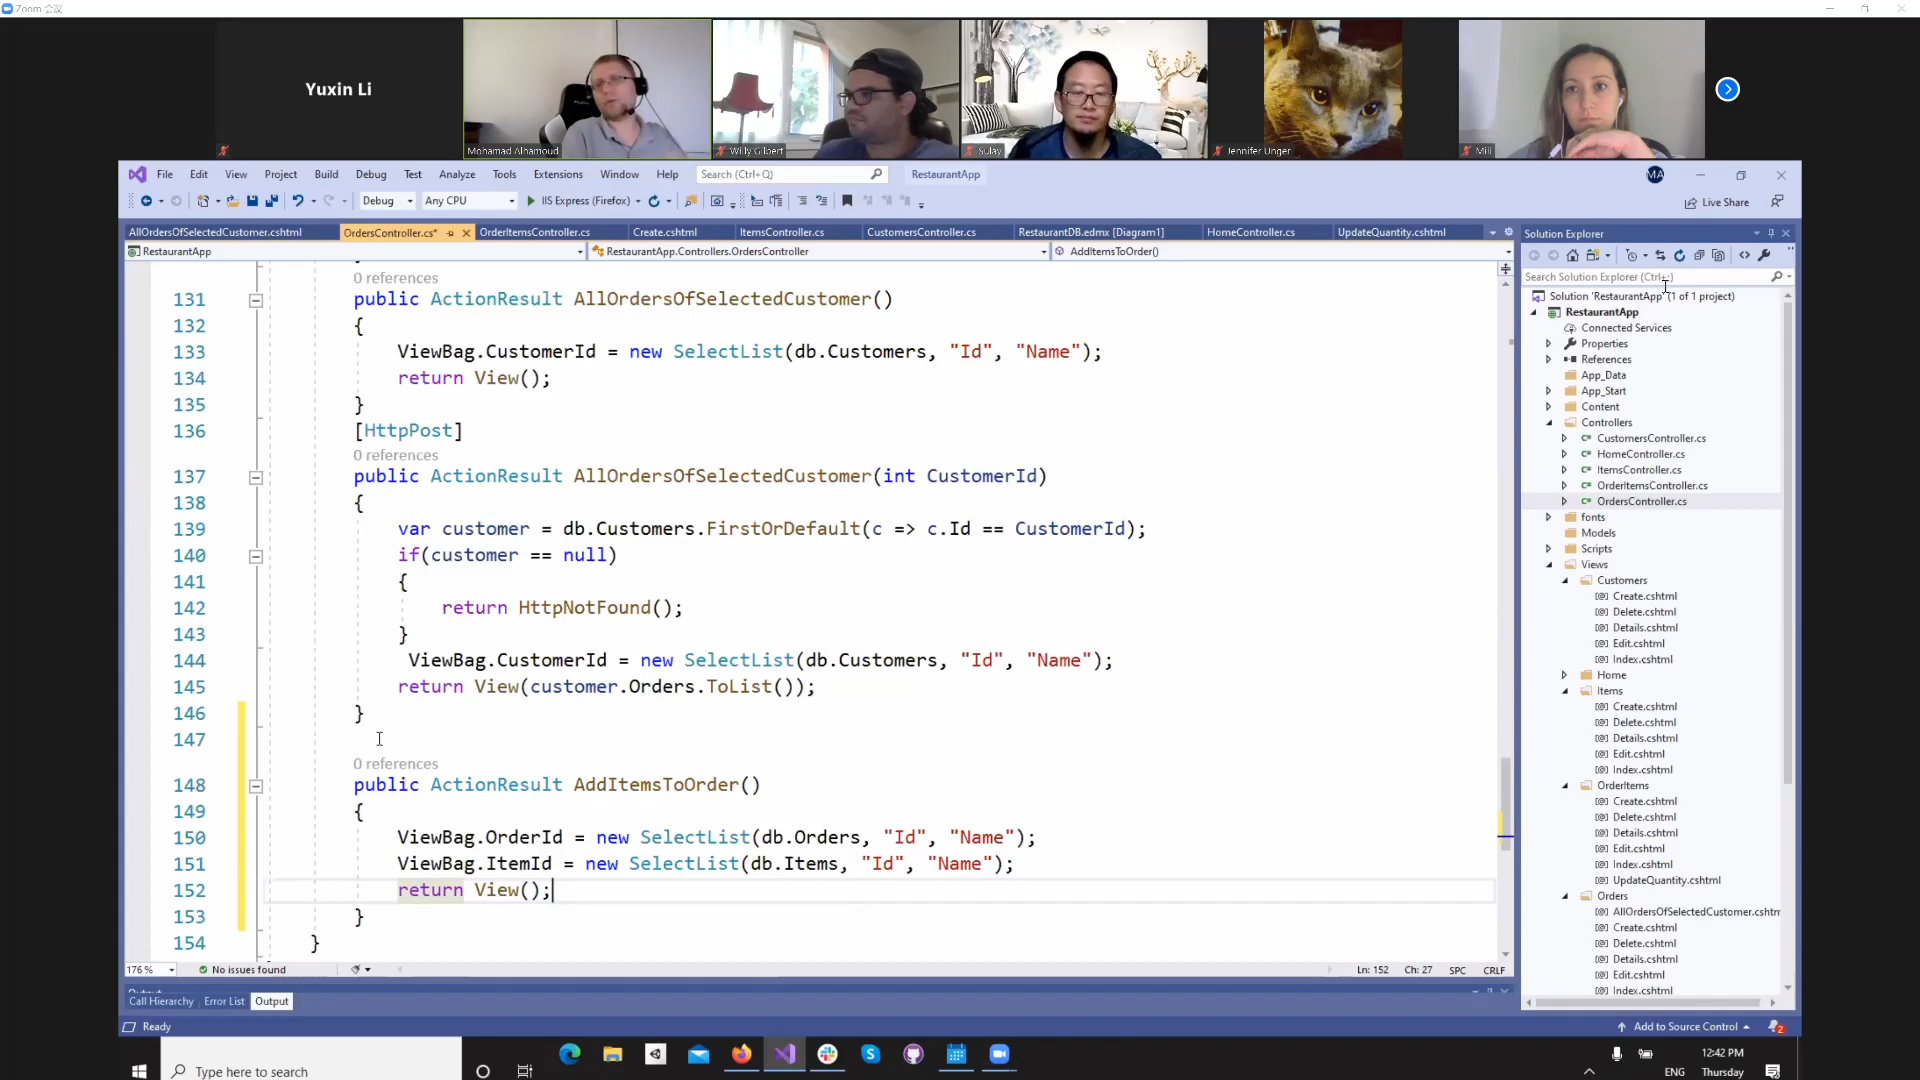 Zoom 会议
Yuxin Li
Mohamad Alhamoud
Willy Gilbert
Sulay
Jennifer Unger
Mili
File Edit View Project Build Debug Test Analyze Tools Extensions Window Help Search (Ctrl+Q) RestaurantApp MA
Debug Any CPU IIS Express (Firefox) Live Share
AllOrdersOfSelectedCustomer.cshtml OrdersController.cs* OrderItemsController.cs Create.cshtml ItemsController.cs CustomersController.cs RestaurantDB.edmx [Diagram1] HomeController.cs UpdateQuantity.cshtml
RestaurantApp RestaurantApp.Controllers.OrdersController AddItemsToOrder()
0 references
131 public ActionResult AllOrdersOfSelectedCustomer()
132 {
133 ViewBag.CustomerId = new SelectList(db.Customers, "Id", "Name");
134 return View();
135 }
136 [HttpPost]
0 references
137 public ActionResult AllOrdersOfSelectedCustomer(int CustomerId)
138 {
139 var customer = db.Customers.FirstOrDefault(c => c.Id == CustomerId);
140 if(customer == null)
141 {
142 return HttpNotFound();
143 }
144 ViewBag.CustomerId = new SelectList(db.Customers, "Id", "Name");
145 return View(customer.Orders.ToList());
146 }
147
0 references
148 public ActionResult AddItemsToOrder()
149 {
150 ViewBag.OrderId = new SelectList(db.Orders, "Id", "Name");
151 ViewBag.ItemId = new SelectList(db.Items, "Id", "Name");
152 return View();
153 }
154 }
176 % No issues found Ln: 152 Ch: 27 SPC CRLF
Output
Call Hierarchy Error List Output
Solution Explorer
Search Solution Explorer (Ctrl+;)
Solution 'RestaurantApp' (1 of 1 project)
RestaurantApp
Connected Services
Properties
References
App_Data
App_Start
Content
Controllers
CustomersController.cs
HomeController.cs
ItemsController.cs
OrderItemsController.cs
OrdersController.cs
fonts
Models
Scripts
Views
Customers
Create.cshtml
Delete.cshtml
Details.cshtml
Edit.cshtml
Index.cshtml
Home
Items
Create.cshtml
Delete.cshtml
Details.cshtml
Edit.cshtml
Index.cshtml
OrderItems
Create.cshtml
Delete.cshtml
Details.cshtml
Edit.cshtml
Index.cshtml
UpdateQuantity.cshtml
Orders
AllOrdersOfSelectedCustomer.cshtm
Create.cshtml
Delete.cshtml
Details.cshtml
Edit.cshtml
Index.cshtml
Ready Add to Source Control 2
Type here to search
12:42 PM
ENG Thursday